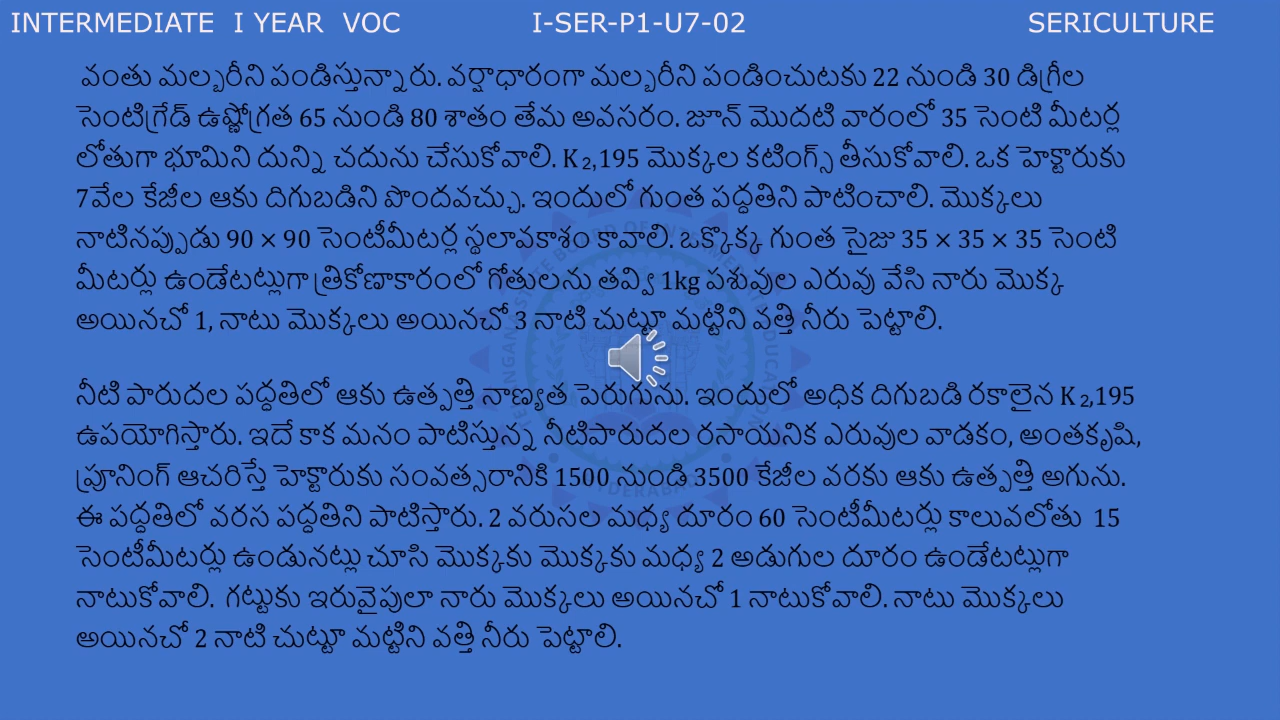 INTERMEDIATE I YEAR VOC I-SER-P1-U7-02 SERICULTURE
వంతు మల్బరీని పండిస్తున్నారు. వర్షాధారంగా మల్బరీని పండించుటకు 22 నుండి 30 డిగ్రీల
సెంటిగ్రేడ్ ఉష్ణోగ్రత 65 నుండి 80 శాతం తేమ అవసరం. జూన్ మొదటి వారంలో 35 సెంటి మీటర్ల
లోతుగా భూమిని దున్ని చదును చేసుకోవాలి. K₂,195 మొక్కల కటింగ్స్ తీసుకోవాలి. ఒక హెక్టారుకు
7వేల కేజీల ఆకు దిగుబడిని పొందవచ్చు. ఇందులో గుంత పద్ధతిని పాటించాలి. మొక్కలు
నాటినప్పుడు 90 × 90 సెంటీమీటర్ల స్థలావకాశం కావాలి. ఒక్కొక్క గుంత సైజు 35 × 35 × 35 సెంటి
మీటర్లు ఉండేటట్లుగా త్రికోణాకారంలో గోతులను తవ్వి 1kg పశువుల ఎరువు వేసి నారు మొక్క
అయినచో 1, నాటు మొక్కలు అయినచో 3 నాటి చుట్టూ మట్టిని వత్తి నీరు పెట్టాలి.
నీటి పారుదల పద్ధతిలో ఆకు ఉత్పత్తి నాణ్యత పెరుగును. ఇందులో అధిక దిగుబడి రకాలైన K₂,195
ఉపయోగిస్తారు. ఇదే కాక మనం పాటిస్తున్న నీటిపారుదల రసాయనిక ఎరువుల వాడకం, అంతకృషి,
ప్రూనింగ్ ఆచరిస్తే హెక్టారుకు సంవత్సరానికి 1500 నుండి 3500 కేజీల వరకు ఆకు ఉత్పత్తి అగును.
ఈ పద్ధతిలో వరస పద్ధతిని పాటిస్తారు. 2 వరుసల మధ్య దూరం 60 సెంటీమీటర్లు కాలువలోతు 15
సెంటీమీటర్లు ఉండునట్లు చూసి మొక్కకు మొక్కకు మధ్య 2 అడుగుల దూరం ఉండేటట్లుగా
నాటుకోవాలి. గట్టుకు ఇరువైపులా నారు మొక్కలు అయినచో 1 నాటుకోవాలి. నాటు మొక్కలు
అయినచో 2 నాటి చుట్టూ మట్టిని వత్తి నీరు పెట్టాలి.